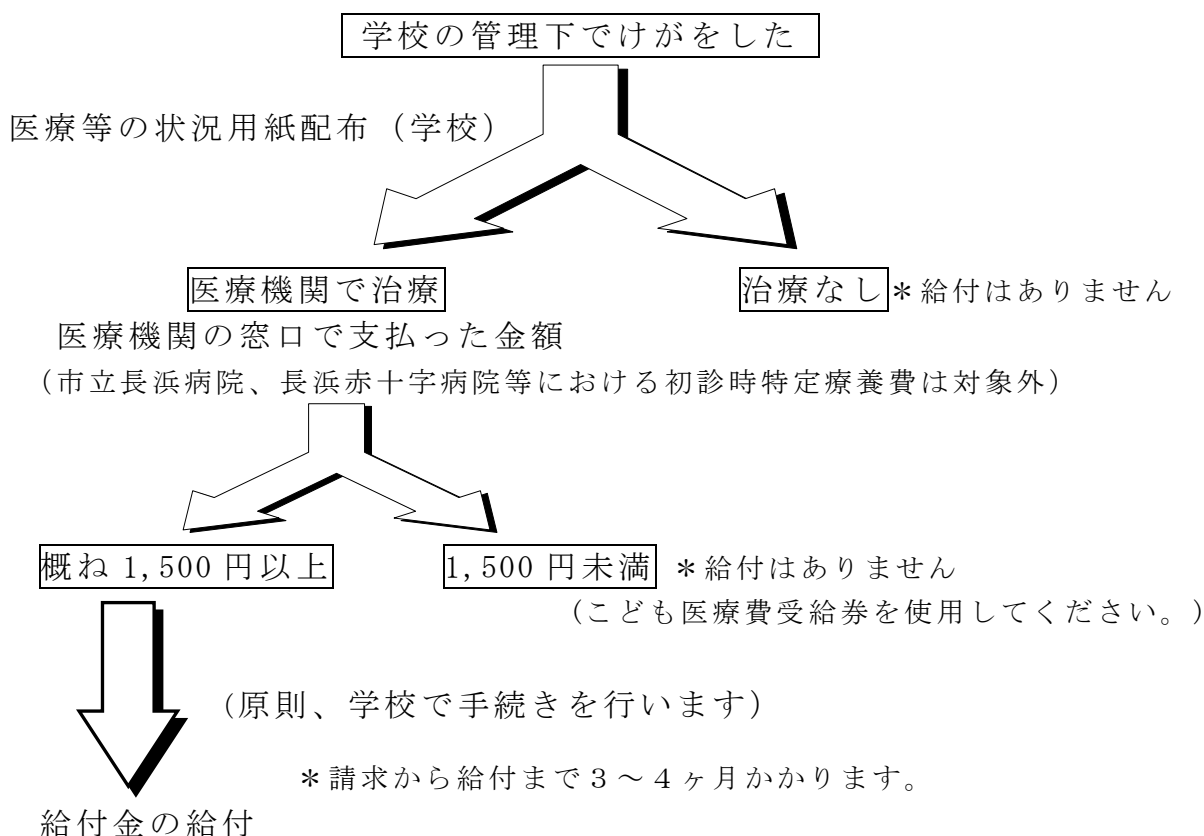 学校の管理下でけがをした
医療等の状況用紙配布（学校）
医療機関で治療
治療なし＊給付はありません
医療機関の窓口で支払った金額
（市立長浜病院、長浜赤十字病院等における初診時特定療養費は対象外）
概ね1,500円以上
1,500円未満 ＊給付はありません
（こども医療費受給券を使用してください。）
（原則、学校で手続きを行います）
＊請求から給付まで３～４ヶ月かかります。
給付金の給付